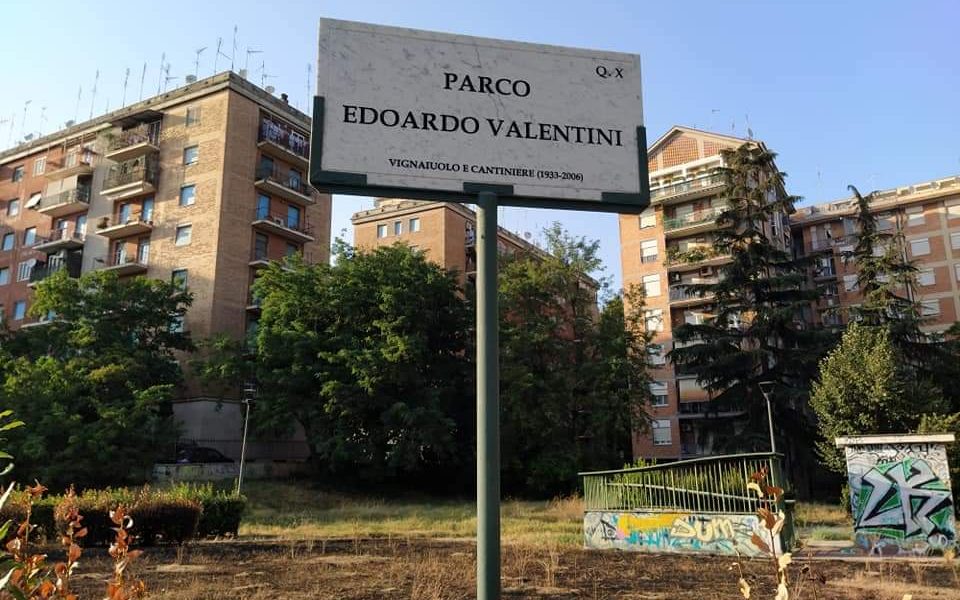 Q. X
PARCO
EDOARDO VALENTINI
VIGNAIUOLO E CANTINIERE (1933-2006)